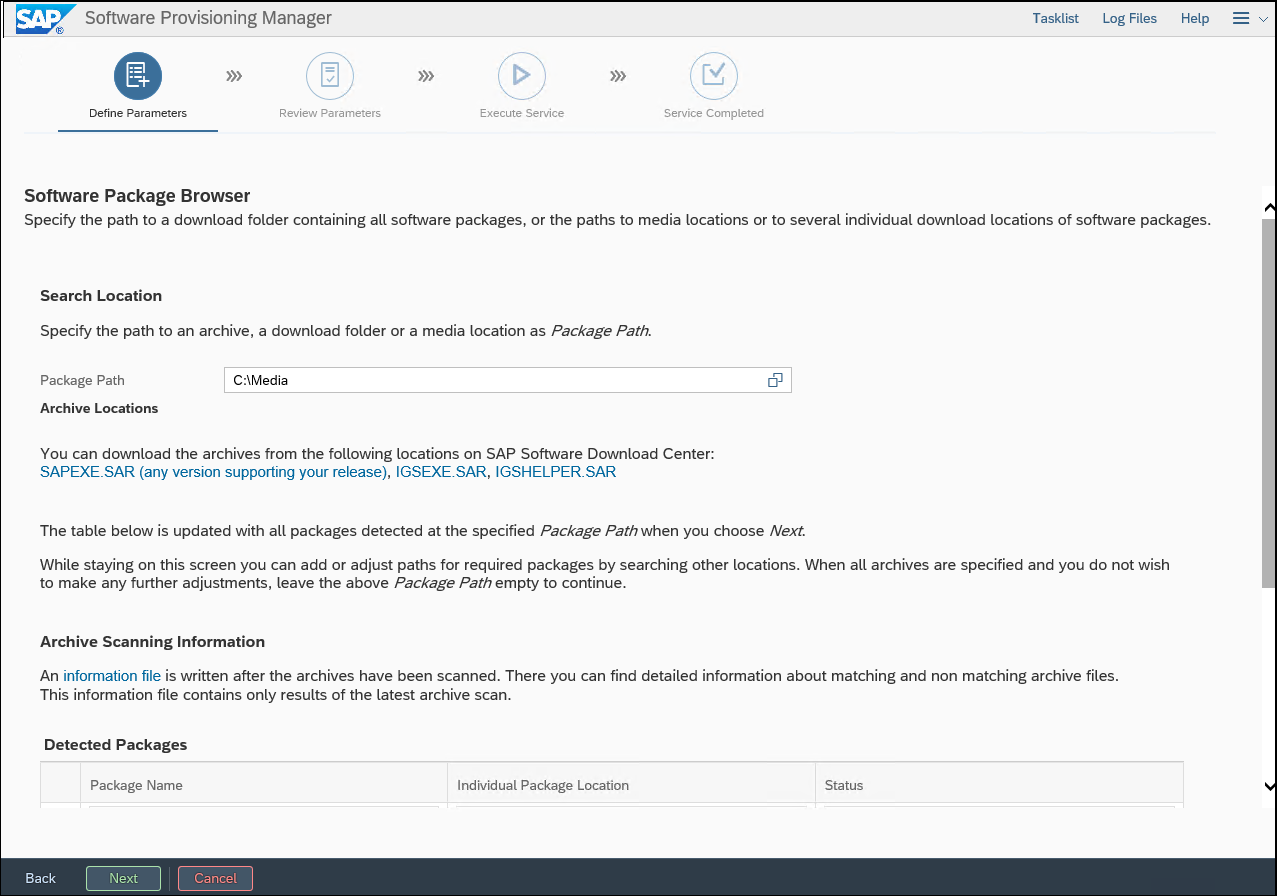 SAP ® Software Provisioning Manager Tasklist Log Files Help
Define Parameters Review Parameters Execute Service Service Completed
Software Package Browser
Specify the path to a download folder containing all software packages, or the paths to media locations or to several individual download locations of software packages.
Search Location
Specify the path to an archive, a download folder or a media location as Package Path.
Package Path C:\Media
Archive Locations
You can download the archives from the following locations on SAP Software Download Center:
SAPEXE.SAR (any version supporting your release), IGSEXE.SAR, IGSHELPER.SAR
The table below is updated with all packages detected at the specified Package Path when you choose Next.
While staying on this screen you can add or adjust paths for required packages by searching other locations. When all archives are specified and you do not wish
to make any further adjustments, leave the above Package Path empty to continue.
Archive Scanning Information
An information file is written after the archives have been scanned. There you can find detailed information about matching and non matching archive files.
This information file contains only results of the latest archive scan.
Detected Packages
Package Name Individual Package Location Status
Back Next Cancel